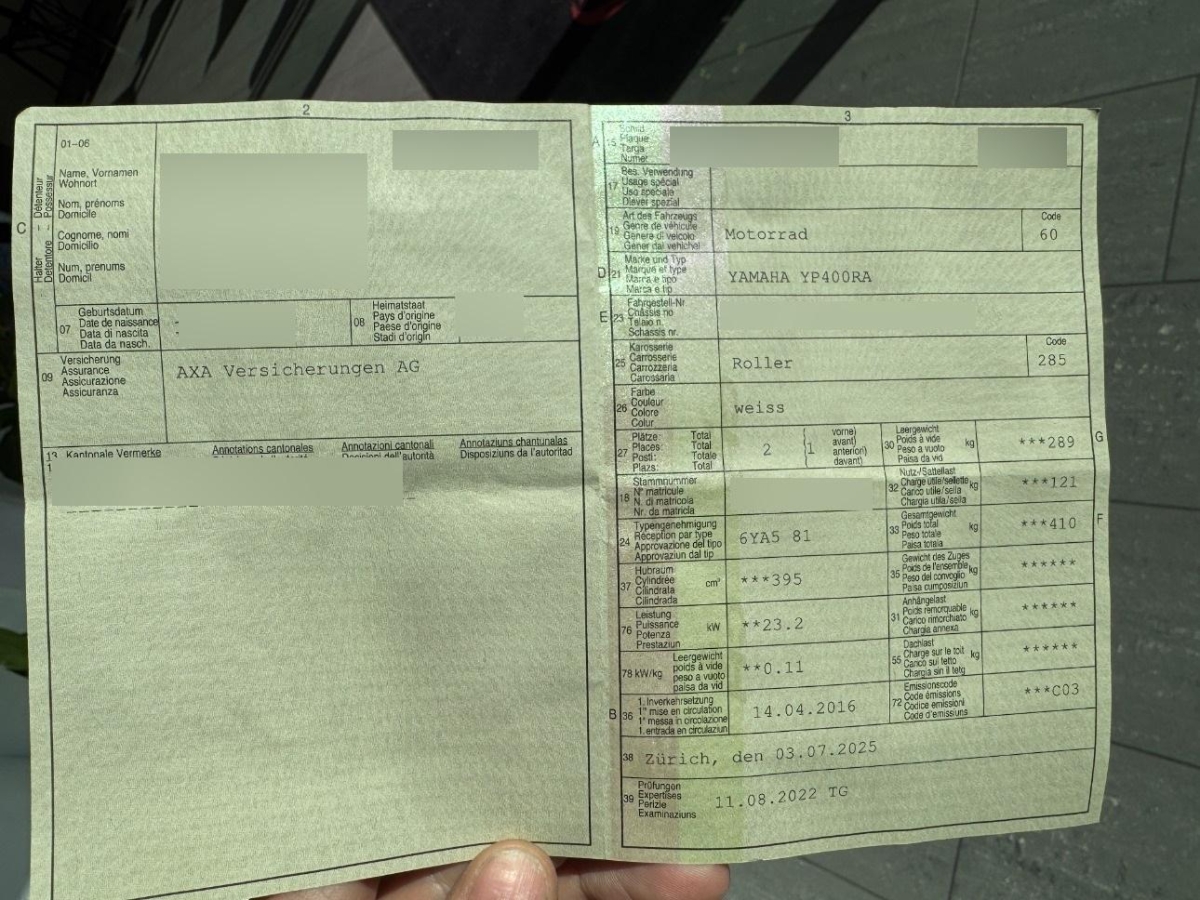 2
01-06
C
Halter – Détenteur
Detentore – Possessur
Name, Vornamen
Wohnort
Nom, prénoms
Domicile
Cognome, nomi
Domicilio
Num, prenums
Domicil
07
Geburtsdatum
Date de naissance
Data di nascita
Data da nasch.
08
Heimatstaat
Pays d'origine
Paese d'origine
Stadi d'origin
09
Versicherung
Assurance
Assicurazione
Assicuranza
AXA Versicherungen AG
13 Kantonale Vermerke
Annotations cantonales
Annotazioni cantonali
Annotaziuns chantunalas
Decisioni dell'autorità
Disposiziuns da l'autoritad
1
3
A 15
Schild
Plaque
Targa
Numer
17
Bes. Verwendung
Usage spécial
Uso speciale
Diever spezial
19
Art des Fahrzeugs
Genre de véhicule
Genere di veicolo
Gener dal vehichel
Motorrad
Code
60
D 21
Marke und Typ
Marque et type
Marca e tipo
Marca e tip
YAMAHA YP400RA
E 23
Fahrgestell-Nr.
Châssis no
Telaio n.
Schassis nr.
25
Karosserie
Carrosserie
Carrozzeria
Carossaria
Roller
Code
285
26
Farbe
Couleur
Colore
Colur
weiss
27
Plätze: Total
Places: Total
Posti: Totale
Plazs: Total
2
1
vorne)
avant)
anteriori)
davant)
30
Leergewicht
Poids à vide kg
Peso a vuoto
Paisa da vid
***289
G
18
Stammnummer
N° matricule
N. di matricola
Nr. da matricla
32
Nutz-/Sattellast
Charge utile/sellette kg
Carico utile/sella
Chargia utila/sella
***121
24
Typengenehmigung
Réception par type
Approvazione del tipo
Approvaziun dal tip
6YA5 81
33
Gesamtgewicht
Poids total kg
Peso totale
Paisa totala
***410
F
37
Hubraum
Cylindrée cm³
Cilindrata
Cilindrada
***395
35
Gewicht des Zuges
Poids de l'ensemble kg
Peso del convoglio
Paisa cumposiziun
******
76
Leistung
Puissance kW
Potenza
Prestaziun
**23.2
31
Anhängelast
Poids remorquable kg
Carico rimorchiato
Chargia annexa
******
78 kW/kg
Leergewicht
poids à vide
peso a vuoto
paisa da vid
**0.11
55
Dachlast
Charge sur le toit kg
Carico sul tetto
Chargia sin il tetg
******
B 36
1. Inverkehrsetzung
1re mise en circulation
1a messa in circolazione
1. entrada en circulaziun
14.04.2016
72
Emissionscode
Code émissions
Codice emissioni
Code d'emissiuns
***C03
38
Zürich, den 03.07.2025
39
Prüfungen
Expertises
Perizie
Examinaziuns
11.08.2022 TG